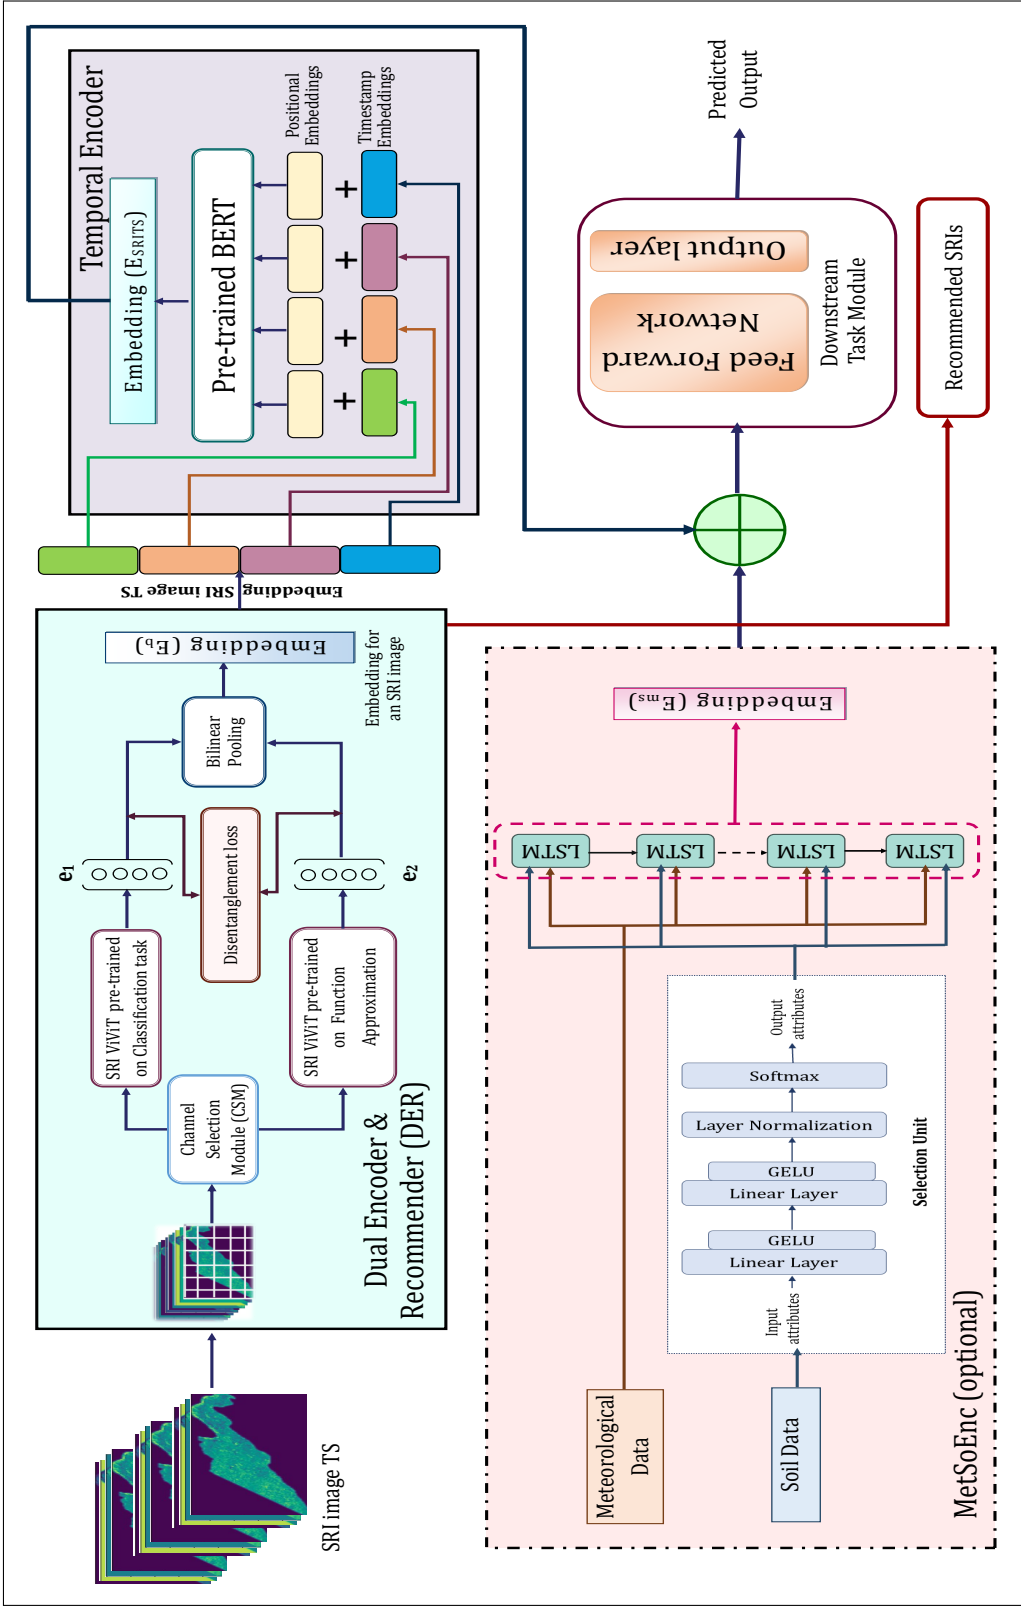 SRI image TS
Dual Encoder &
Recommender (DER)
Channel
Selection
Module (CSM)
SRI ViViT pre-trained
on Classification task
SRI ViViT pre-trained
on Function
Approximation
e1
e2
Disentanglement loss
Bilinear
Pooling
Embedding (Eb)
Embedding for
an SRI image
Embedding SRI image TS
Temporal Encoder
Embedding (ESRITS)
Pre-trained BERT
Positional
Embeddings
+
+
+
+
Timestamp
Embeddings
MetSoEnc (optional)
Meteorological
Data
Soil Data
Input
attributes
Linear Layer
GELU
Linear Layer
GELU
Layer Normalization
Softmax
Output
attributes
Selection Unit
LSTM
LSTM
LSTM
LSTM
Embedding (Ems)
Feed Forward
Network
Output layer
Downstream
Task Module
Predicted
Output
Recommended SRIs